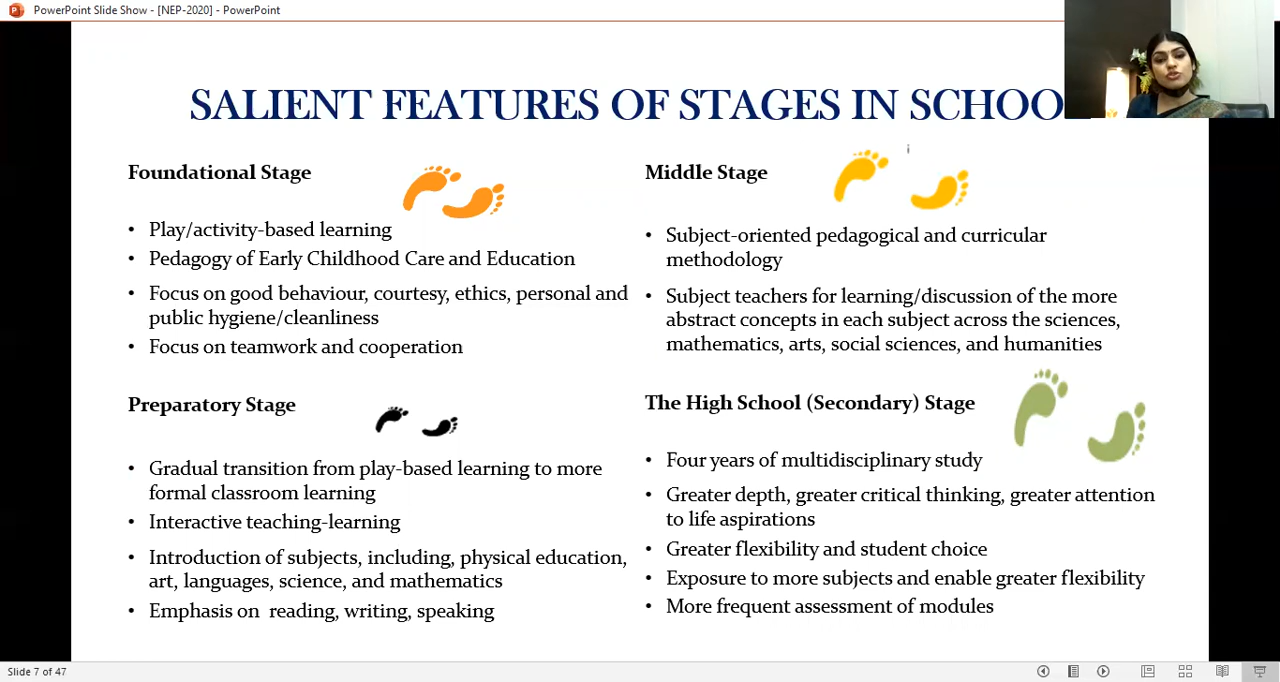 PowerPoint Slide Show - [NEP-2020] - PowerPoint
SALIENT FEATURES OF STAGES IN SCHOO
Foundational Stage
• Play/activity-based learning
• Pedagogy of Early Childhood Care and Education
• Focus on good behaviour, courtesy, ethics, personal and
public hygiene/cleanliness
• Focus on teamwork and cooperation
Preparatory Stage
• Gradual transition from play-based learning to more
formal classroom learning
• Interactive teaching-learning
• Introduction of subjects, including, physical education,
art, languages, science, and mathematics
• Emphasis on reading, writing, speaking
Middle Stage
• Subject-oriented pedagogical and curricular
methodology
• Subject teachers for learning/discussion of the more
abstract concepts in each subject across the sciences,
mathematics, arts, social sciences, and humanities
The High School (Secondary) Stage
• Four years of multidisciplinary study
• Greater depth, greater critical thinking, greater attention
to life aspirations
• Greater flexibility and student choice
• Exposure to more subjects and enable greater flexibility
• More frequent assessment of modules
Slide 7 of 47